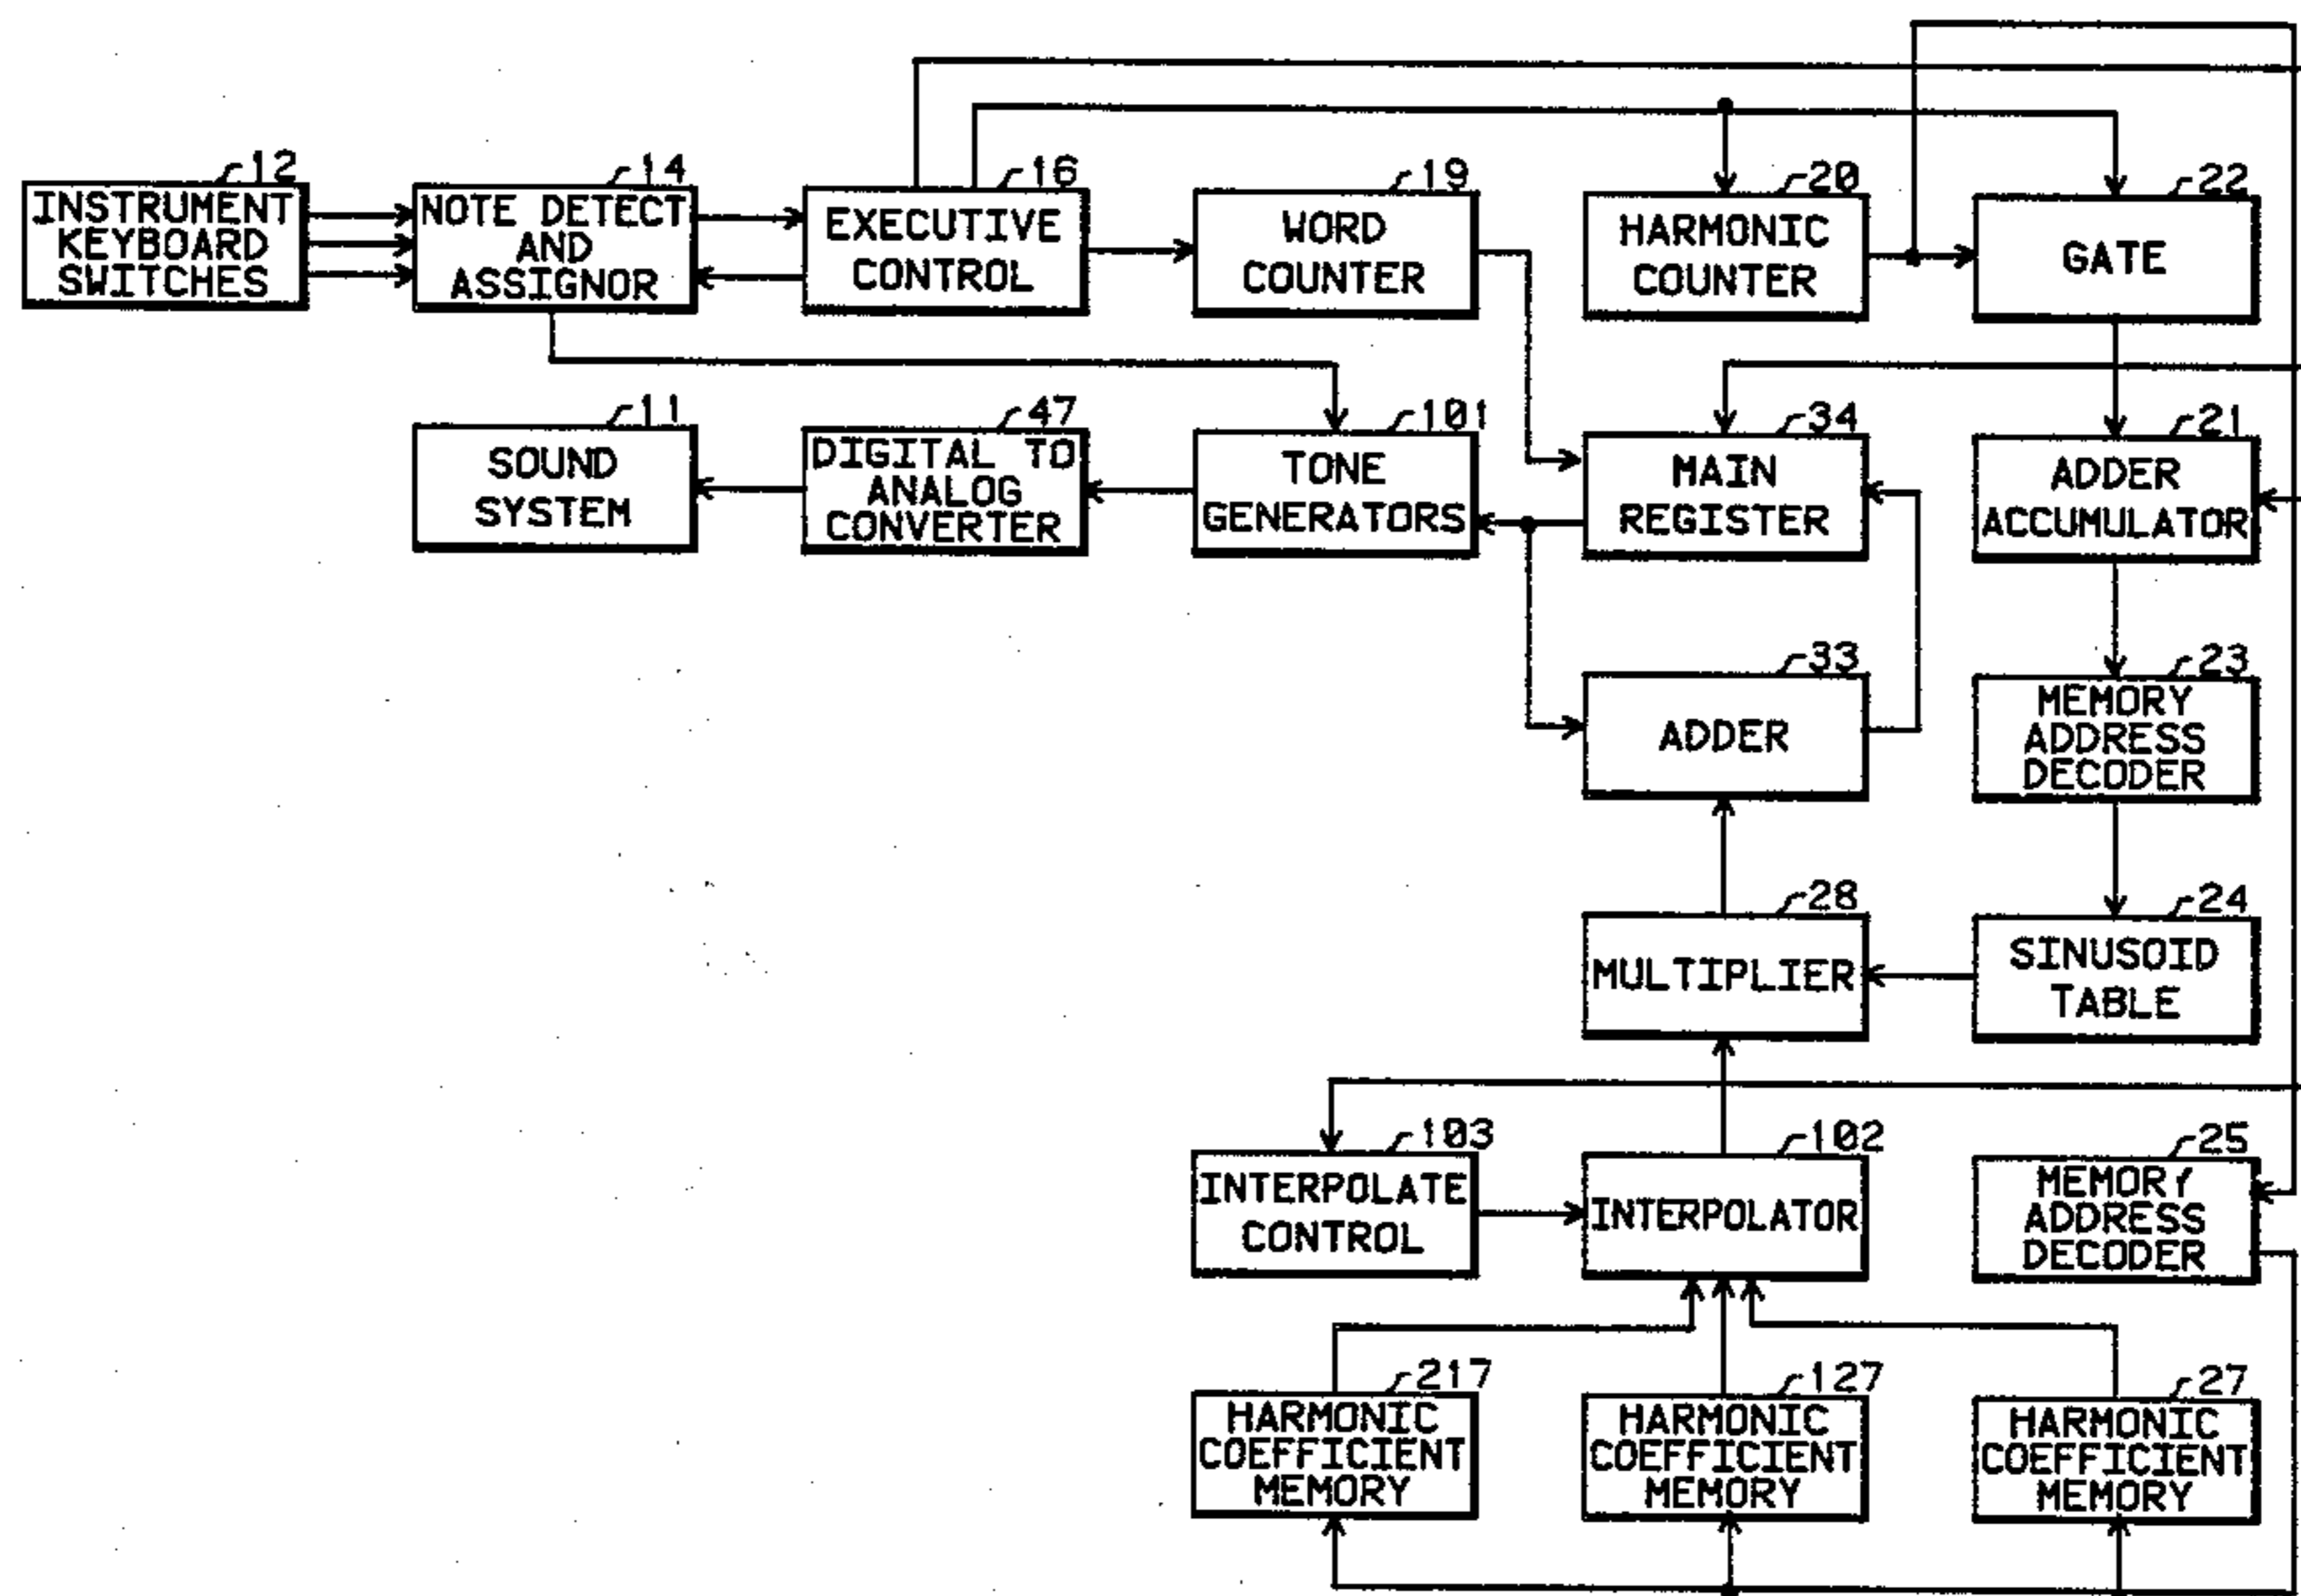 12
INSTRUMENT
KEYBOARD
SWITCHES
14
NOTE DETECT
AND
ASSIGNOR
16
EXECUTIVE
CONTROL
19
WORD
COUNTER
20
HARMONIC
COUNTER
22
GATE
11
SOUND
SYSTEM
47
DIGITAL TO
ANALOG
CONVERTER
101
TONE
GENERATORS
34
MAIN
REGISTER
21
ADDER
ACCUMULATOR
33
ADDER
23
MEMORY
ADDRESS
DECODER
28
MULTIPLIER
24
SINUSOID
TABLE
103
INTERPOLATE
CONTROL
102
INTERPOLATOR
25
MEMORY
ADDRESS
DECODER
217
HARMONIC
COEFFICIENT
MEMORY
127
HARMONIC
COEFFICIENT
MEMORY
27
HARMONIC
COEFFICIENT
MEMORY